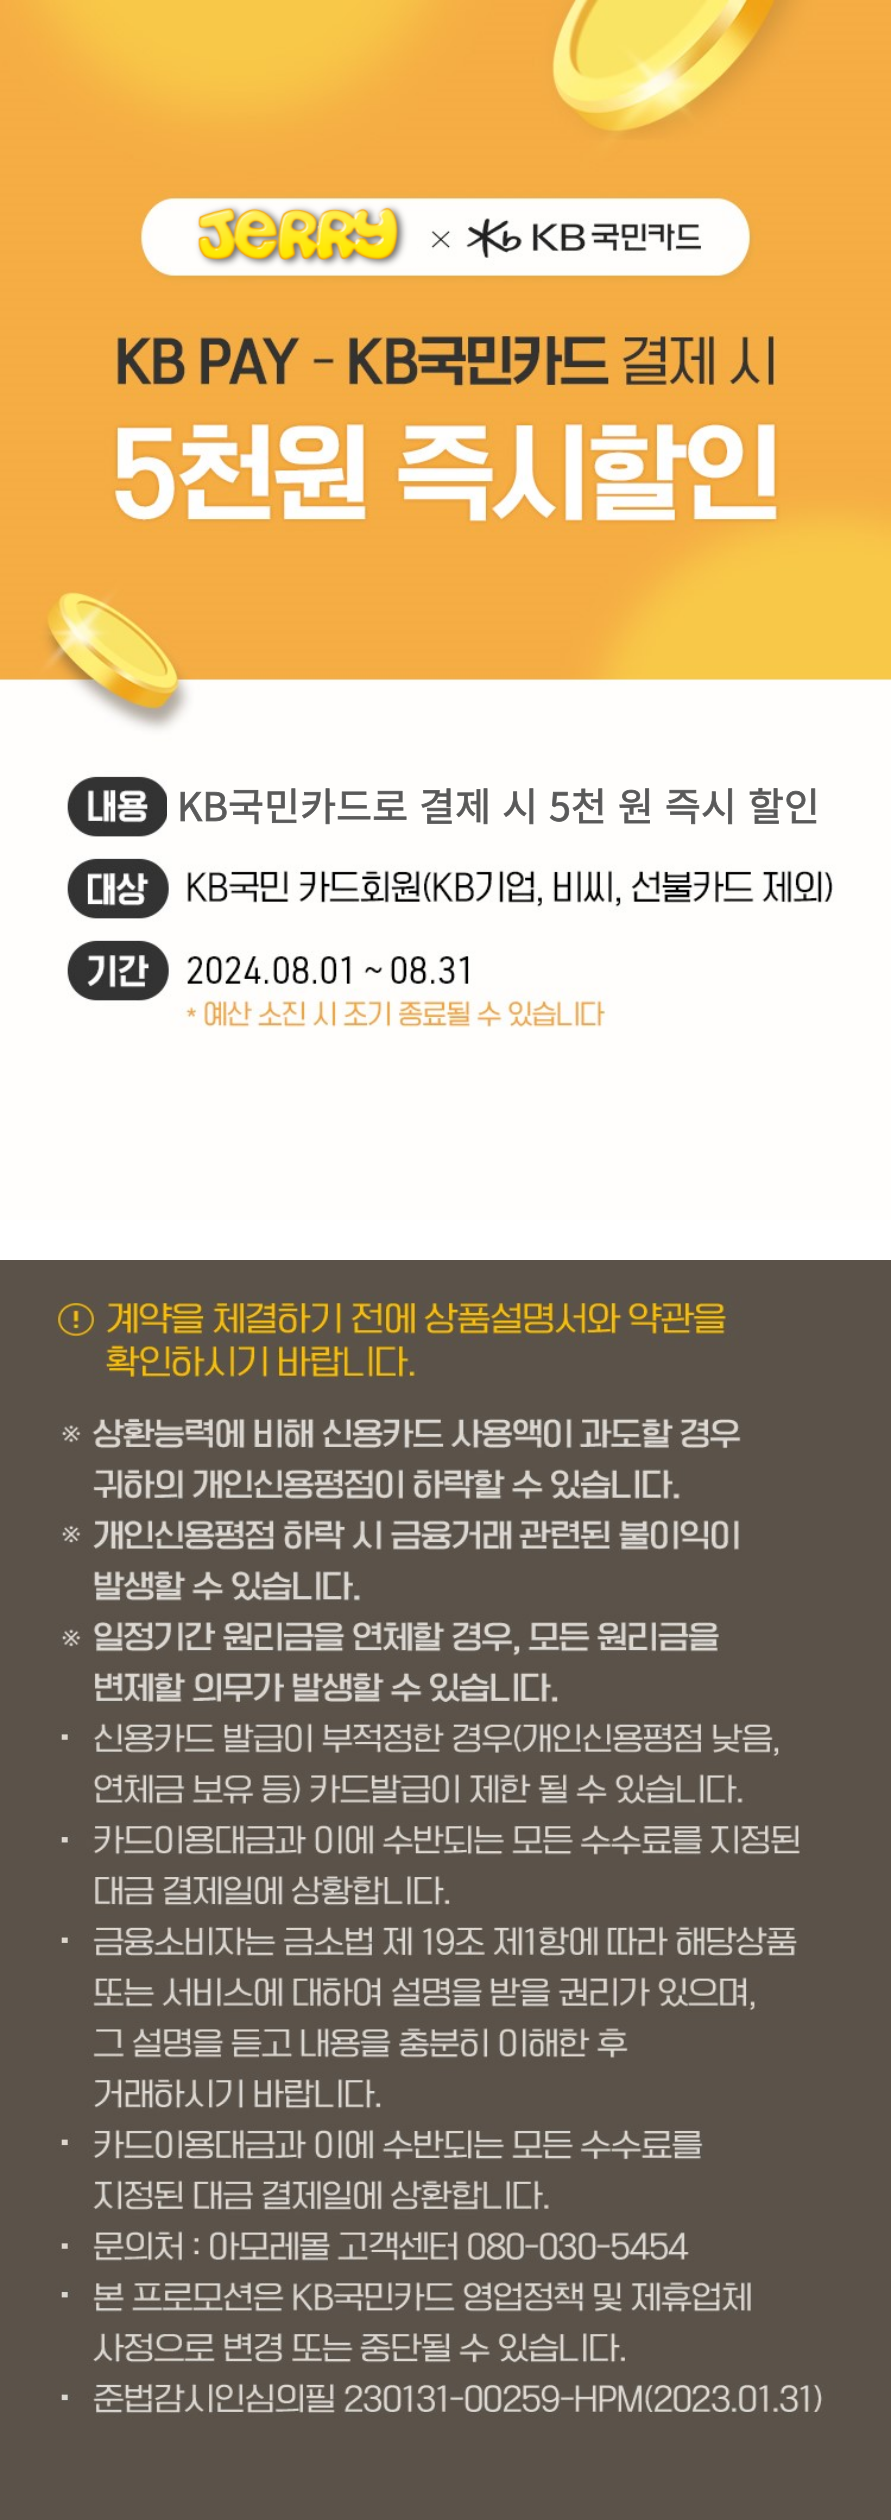 JERRY × Kb KB국민카드
KB PAY - KB국민카드 결제 시
5천원 즉시할인
내용 KB국민카드로 결제 시 5천 원 즉시 할인
대상 KB국민 카드회원(KB기업, 비씨, 선불카드 제외)
기간 2024.08.01 ~ 08.31
* 예산 소진 시 조기 종료될 수 있습니다
! 계약을 체결하기 전에 상품설명서와 약관을
확인하시기 바랍니다.
※ 상환능력에 비해 신용카드 사용액이 과도할 경우
귀하의 개인신용평점이 하락할 수 있습니다.
※ 개인신용평점 하락 시 금융거래 관련된 불이익이
발생할 수 있습니다.
※ 일정기간 원리금을 연체할 경우, 모든 원리금을
변제할 의무가 발생할 수 있습니다.
· 신용카드 발급이 부적정한 경우(개인신용평점 낮음,
연체금 보유 등) 카드발급이 제한 될 수 있습니다.
· 카드이용대금과 이에 수반되는 모든 수수료를 지정된
대금 결제일에 상황합니다.
· 금융소비자는 금소법 제 19조 제1항에 따라 해당상품
또는 서비스에 대하여 설명을 받을 권리가 있으며,
그 설명을 듣고 내용을 충분히 이해한 후
거래하시기 바랍니다.
· 카드이용대금과 이에 수반되는 모든 수수료를
지정된 대금 결제일에 상환합니다.
· 문의처 : 아모레몰 고객센터 080-030-5454
· 본 프로모션은 KB국민카드 영업정책 및 제휴업체
사정으로 변경 또는 중단될 수 있습니다.
· 준법감시인심의필 230131-00259-HPM(2023.01.31)